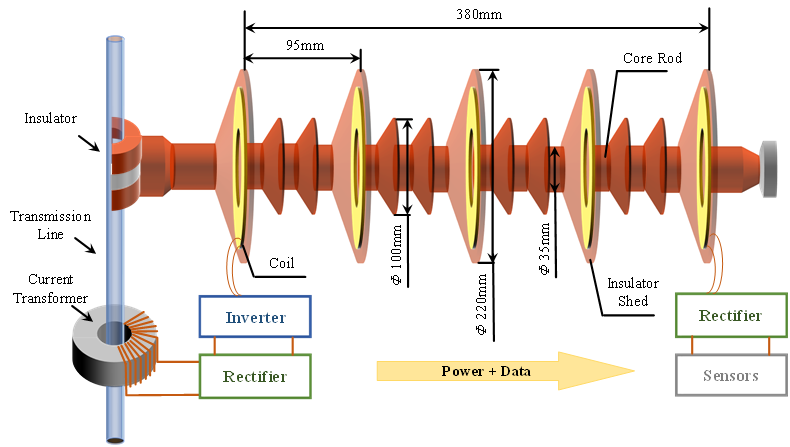 380mm
95mm
Core Rod
Insulator
Transmission
Line
Current
Transformer
Coil
Φ 100mm
Φ 220mm
Φ 35mm
Insulator
Shed
Inverter
Rectifier
Rectifier
Power + Data
Sensors